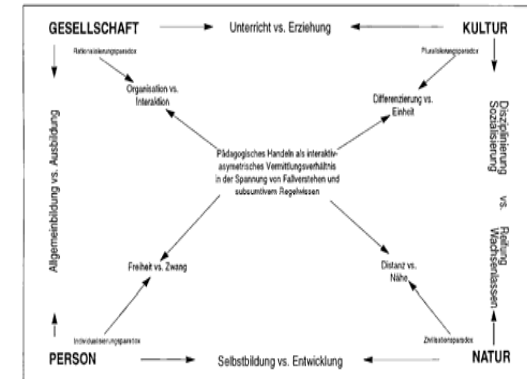 GESELLSCHAFT
Unterricht vs. Erziehung
KULTUR
Rationalisierungsparadox
Pluralisierungsparadox
Organisation vs.
Interaktion
Differenzierung vs.
Einheit
Allgemeinbildung vs. Ausbildung
Disziplinierung
Sozialisierung
vs.
Reifung
Wachsenlassen
Pädagogisches Handeln als interaktiv-
asymetrisches Vermittlungsverhältnis
in der Spannung von Fallverstehen und
subsumtivem Regelwissen
Freiheit vs. Zwang
Distanz vs.
Nähe
Individualisierungsparadox
Zivilisationsparadox
PERSON
Selbstbildung vs. Entwicklung
NATUR